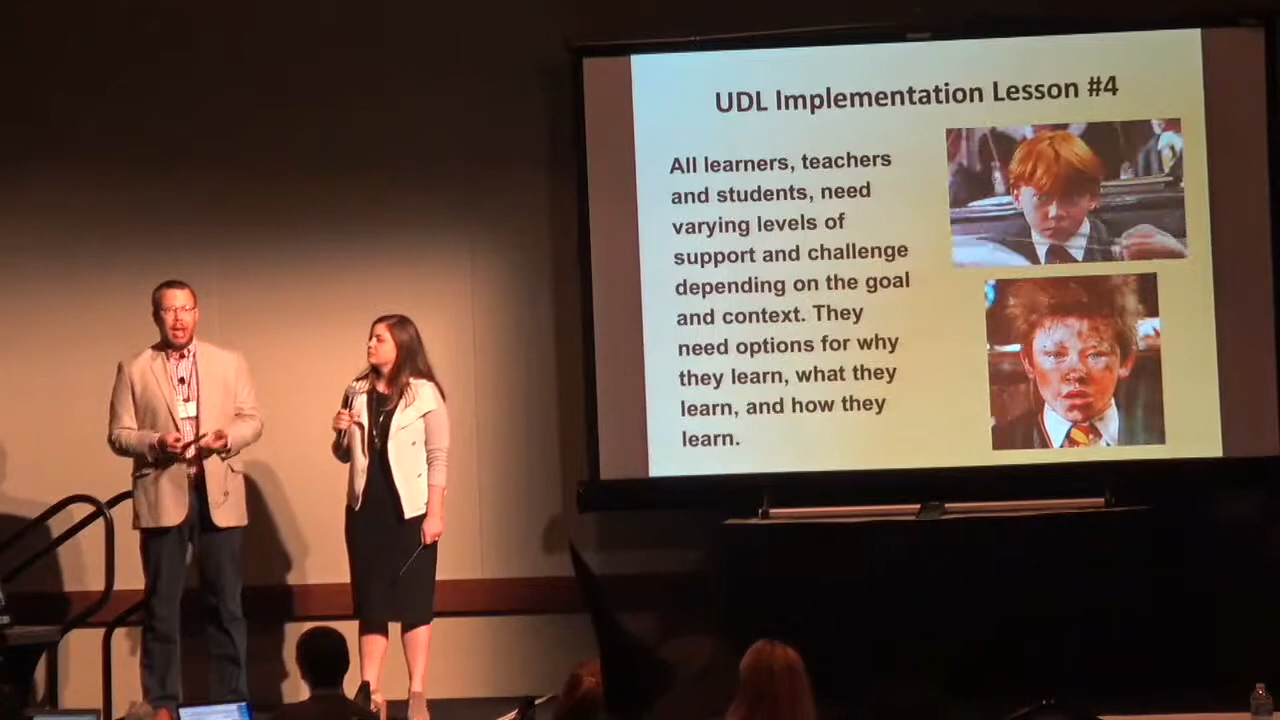 UDL Implementation Lesson #4
All learners, teachers
and students, need
varying levels of
support and challenge
depending on the goal
and context. They
need options for why
they learn, what they
learn, and how they
learn.